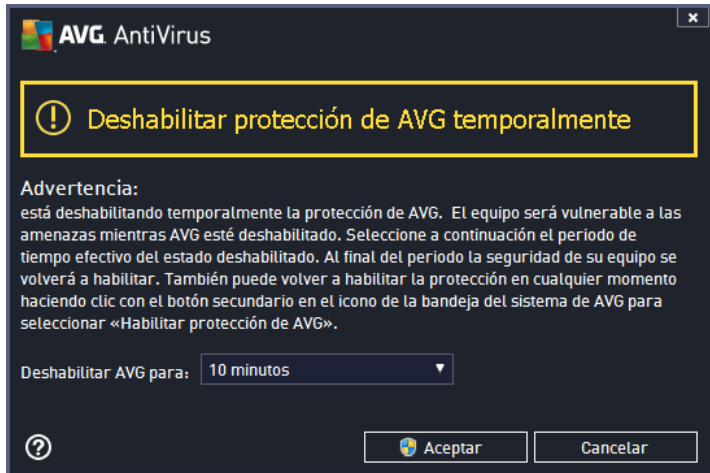 AVG. AntiVirus
Deshabilitar protección de AVG temporalmente
Advertencia:
está deshabilitando temporalmente la protección de AVG. El equipo será vulnerable a las
amenazas mientras AVG esté deshabilitado. Seleccione a continuación el periodo de
tiempo efectivo del estado deshabilitado. Al final del periodo la seguridad de su equipo se
volverá a habilitar. También puede volver a habilitar la protección en cualquier momento
haciendo clic con el botón secundario en el icono de la bandeja del sistema de AVG para
seleccionar «Habilitar protección de AVG».
Deshabilitar AVG para: 10 minutos
Aceptar Cancelar